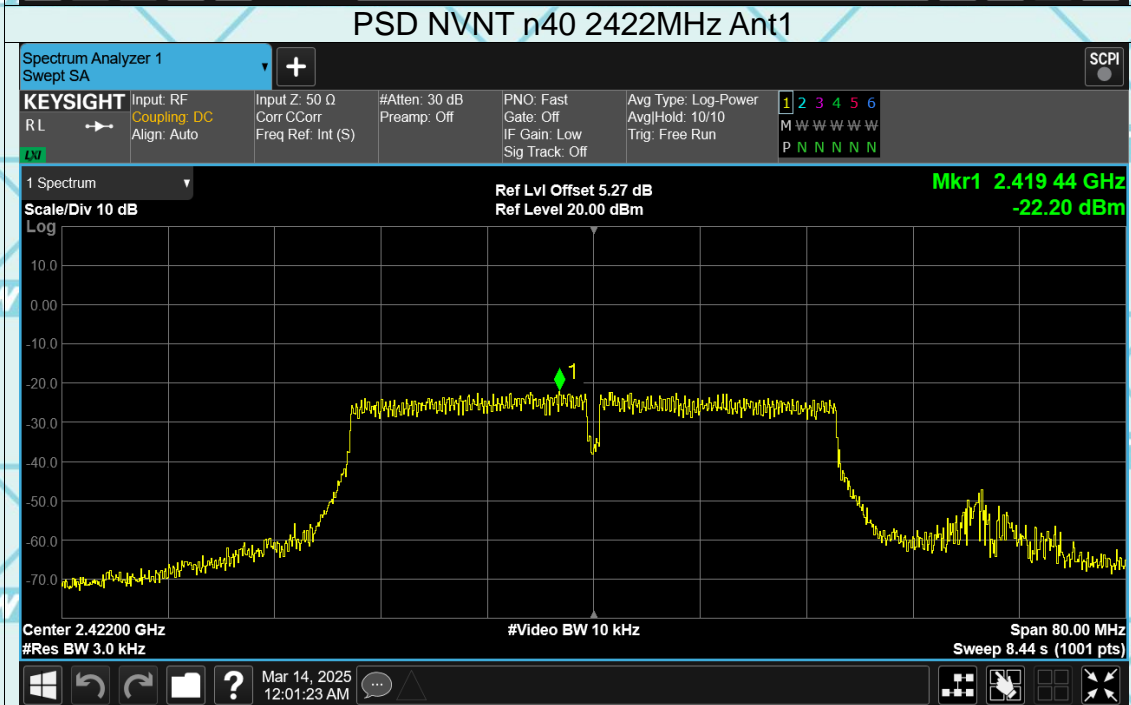 PSD NVNT n40 2422MHz Ant1
Spectrum Analyzer 1
Swept SA
+
SCPI
KEYSIGHT
R L
LXI
Input: RF
Coupling: DC
Align: Auto
Input Z: 50 Ω
Corr CCorr
Freq Ref: Int (S)
#Atten: 30 dB
Preamp: Off
PNO: Fast
Gate: Off
IF Gain: Low
Sig Track: Off
Avg Type: Log-Power
Avg|Hold: 10/10
Trig: Free Run
1 2 3 4 5 6
M W W W W W
P N N N N N
1 Spectrum
Scale/Div 10 dB
Log
Ref Lvl Offset 5.27 dB
Ref Level 20.00 dBm
Mkr1 2.419 44 GHz
-22.20 dBm
10.0
0.00
-10.0
-20.0
-30.0
-40.0
-50.0
-60.0
-70.0
1
Center 2.42200 GHz
#Res BW 3.0 kHz
#Video BW 10 kHz
Span 80.00 MHz
Sweep 8.44 s (1001 pts)
?
Mar 14, 2025
12:01:23 AM